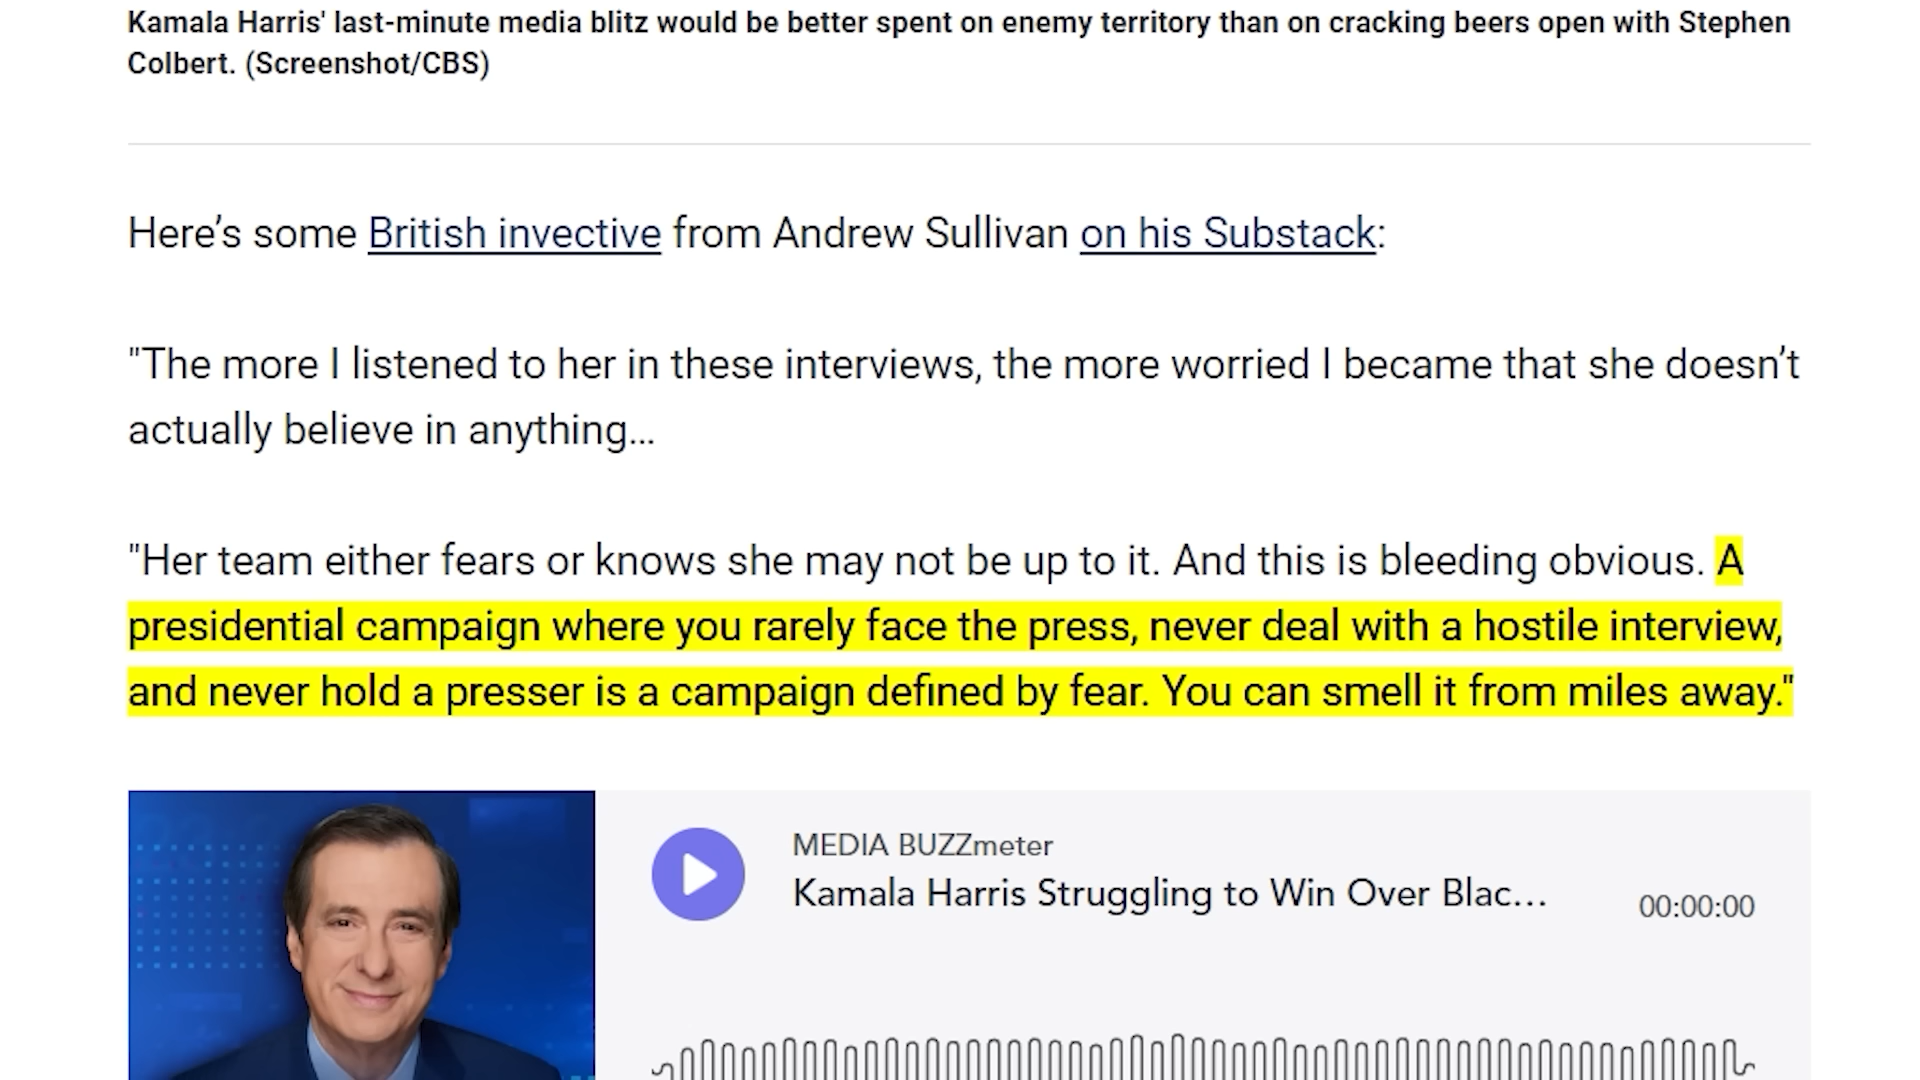 Kamala Harris' last-minute media blitz would be better spent on enemy territory than on cracking beers open with Stephen
Colbert. (Screenshot/CBS)
Here’s some British invective from Andrew Sullivan on his Substack:
"The more I listened to her in these interviews, the more worried I became that she doesn’t
actually believe in anything…
"Her team either fears or knows she may not be up to it. And this is bleeding obvious. A
presidential campaign where you rarely face the press, never deal with a hostile interview,
and never hold a presser is a campaign defined by fear. You can smell it from miles away."
MEDIA BUZZmeter
Kamala Harris Struggling to Win Over Blac...
00:00:00